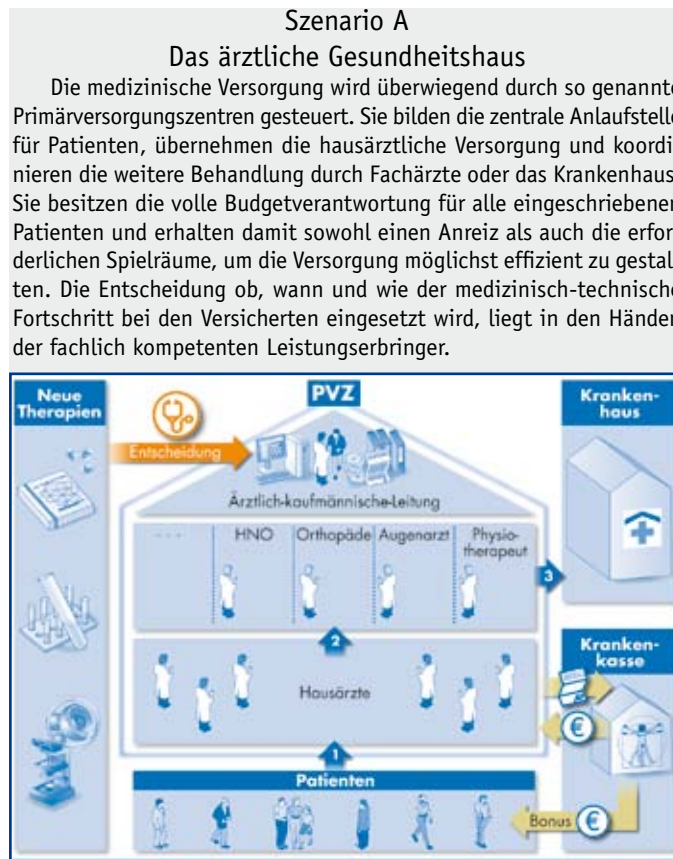 Szenario A
Das ärztliche Gesundheitshaus
Die medizinische Versorgung wird überwiegend durch so genannte
Primärversorgungszentren gesteuert. Sie bilden die zentrale Anlaufstelle
für Patienten, übernehmen die hausärztliche Versorgung und koordi-
nieren die weitere Behandlung durch Fachärzte oder das Krankenhaus.
Sie besitzen die volle Budgetverantwortung für alle eingeschriebenen
Patienten und erhalten damit sowohl einen Anreiz als auch die erfor-
derlichen Spielräume, um die Versorgung möglichst effizient zu gestal-
ten. Die Entscheidung ob, wann und wie der medizinisch-technische
Fortschritt bei den Versicherten eingesetzt wird, liegt in den Händen
der fachlich kompetenten Leistungserbringer.
Neue
Therapien
Entscheidung
PVZ
Ärztlich-kaufmännische-Leitung
. . .
HNO
Orthopäde
Augenarzt
Physio-
therapeut
Kranken-
haus
3
2
Hausärzte
Kranken-
kasse
€
1
Patienten
Bonus €